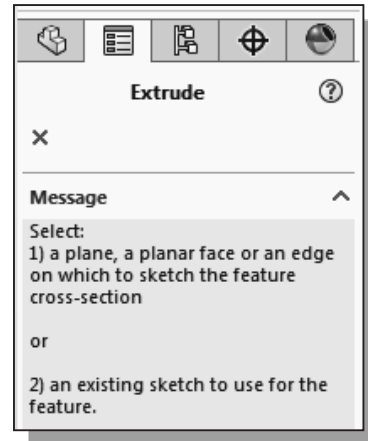 Extrude
Message
Select:
1) a plane, a planar face or an edge
on which to sketch the feature
cross-section
or
2) an existing sketch to use for the
feature.